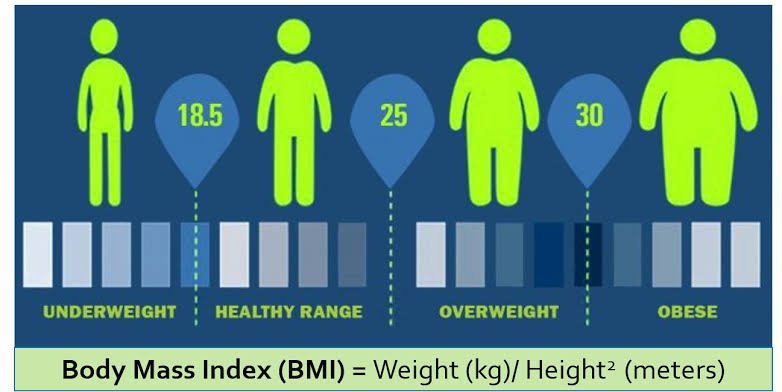 18.5 25 30
UNDERWEIGHT HEALTHY RANGE OVERWEIGHT OBESE
Body Mass Index (BMI) = Weight (kg)/ Height² (meters)